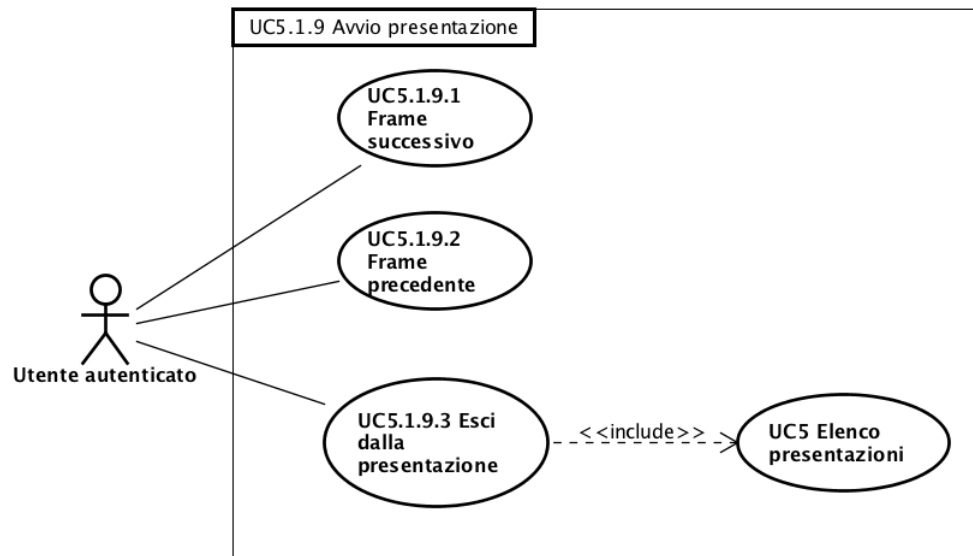 UC5.1.9 Avvio presentazione
UC5.1.9.1
Frame
successivo
UC5.1.9.2
Frame
precedente
Utente autenticato
UC5.1.9.3 Esci
dalla
presentazione
<<include>>
UC5 Elenco
presentazioni